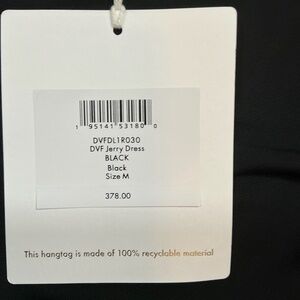 1 95141 53180 0
DVFDL1R030
DVF Jerry Dress
BLACK
Black
Size M
378.00
This hangtag is made of 100% recyclable material